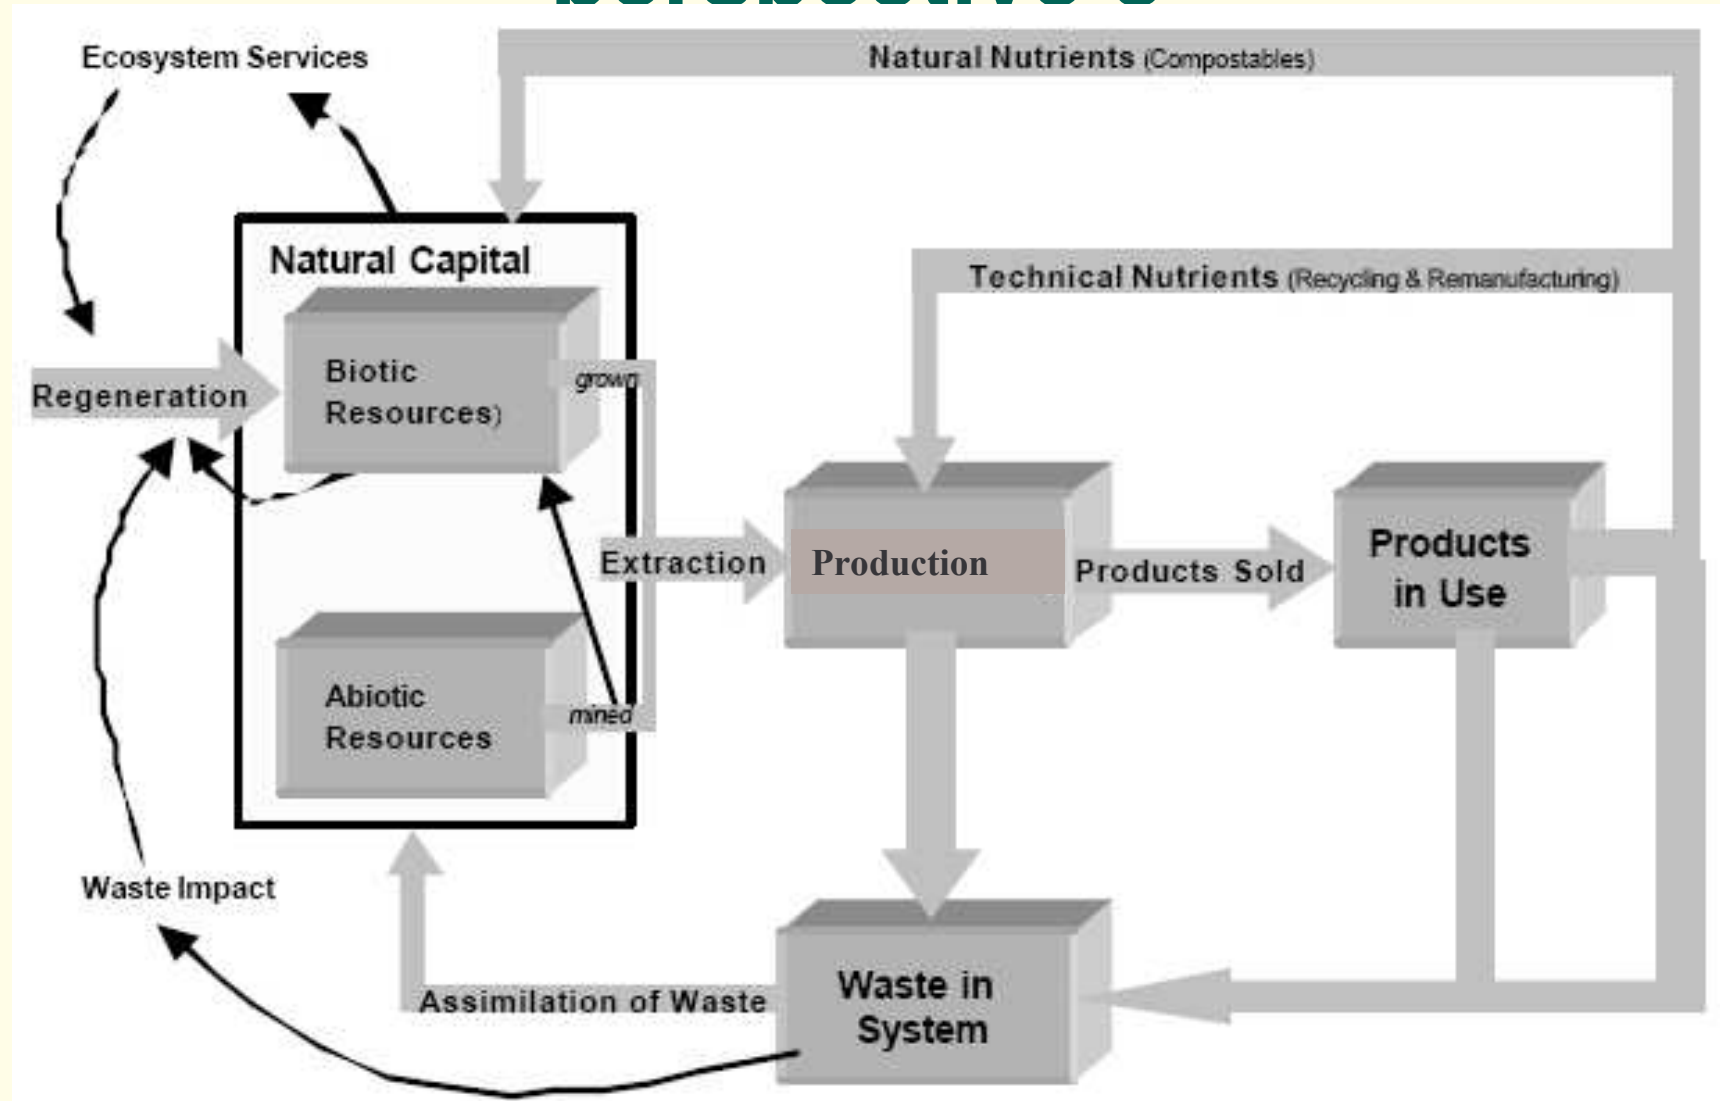 Ecosystem Services
Natural Nutrients (Compostables)
Natural Capital
Technical Nutrients (Recycling & Remanufacturing)
Biotic
Resources)
grown
Regeneration
Extraction
Production
Products Sold
Products
in Use
Abiotic
Resources
mined
Waste Impact
Assimilation of Waste
Waste in
System